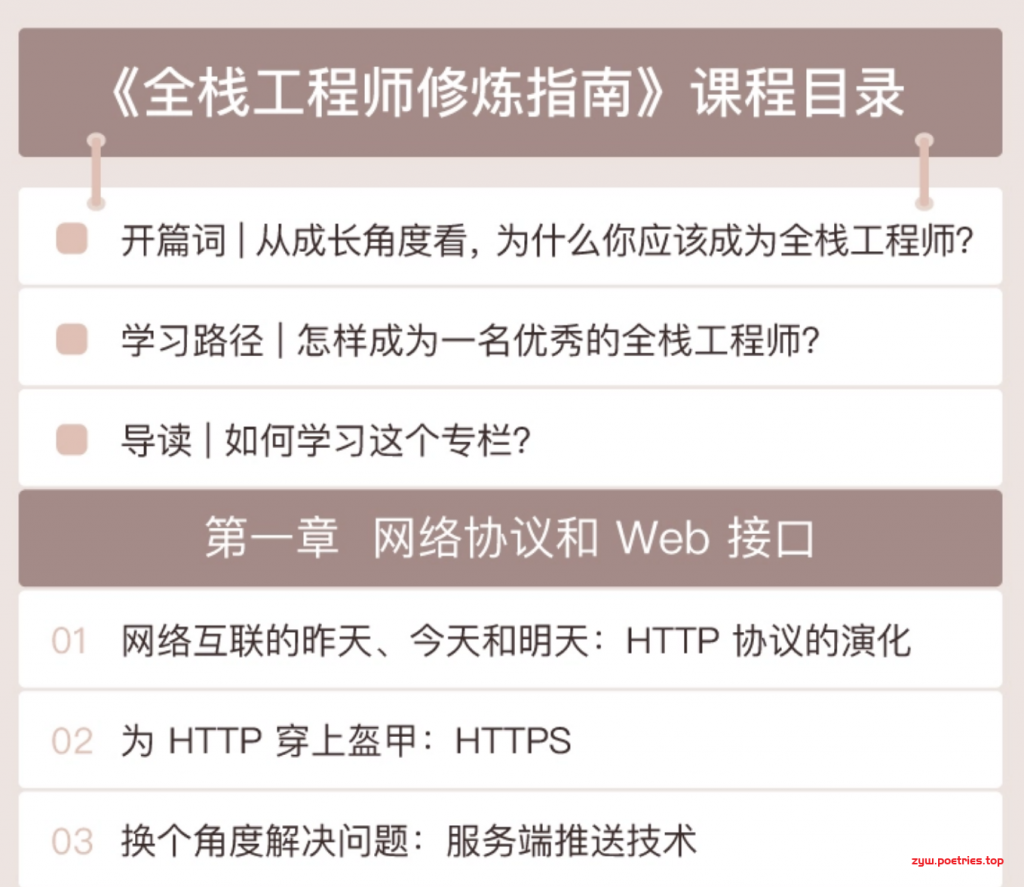 《全栈工程师修炼指南》课程目录
开篇词 | 从成长角度看, 为什么你应该成为全栈工程师?
学习路径 | 怎样成为一名优秀的全栈工程师?
导读 | 如何学习这个专栏?
第一章 网络协议和 Web 接口
01 网络互联的昨天、今天和明天：HTTP 协议的演化
02 为 HTTP 穿上盔甲：HTTPS
03 换个角度解决问题：服务端推送技术
zyw.poetries.top